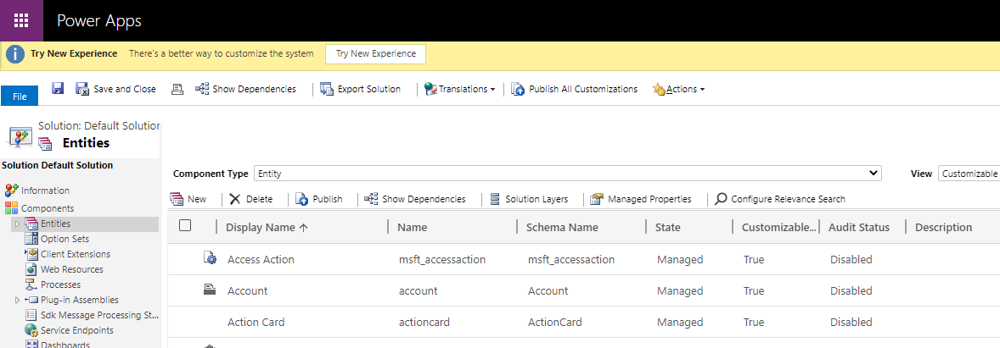 Power Apps
Try New Experience There's a better way to customize the system Try New Experience
File Save and Close Show Dependencies Export Solution Translations Publish All Customizations Actions
Solution: Default Solution
Entities
Solution Default Solution
Information
Components
Entities
Option Sets
Client Extensions
Web Resources
Processes
Plug-in Assemblies
Sdk Message Processing St...
Service Endpoints
Dashboards
Component Type Entity View Customizable
New Delete Publish Show Dependencies Solution Layers Managed Properties Configure Relevance Search
Display Name Name Schema Name State Customizable... Audit Status Description
Access Action msft_accessaction msft_accessaction Managed True Disabled
Account account Account Managed True Disabled
Action Card actioncard ActionCard Managed True Disabled